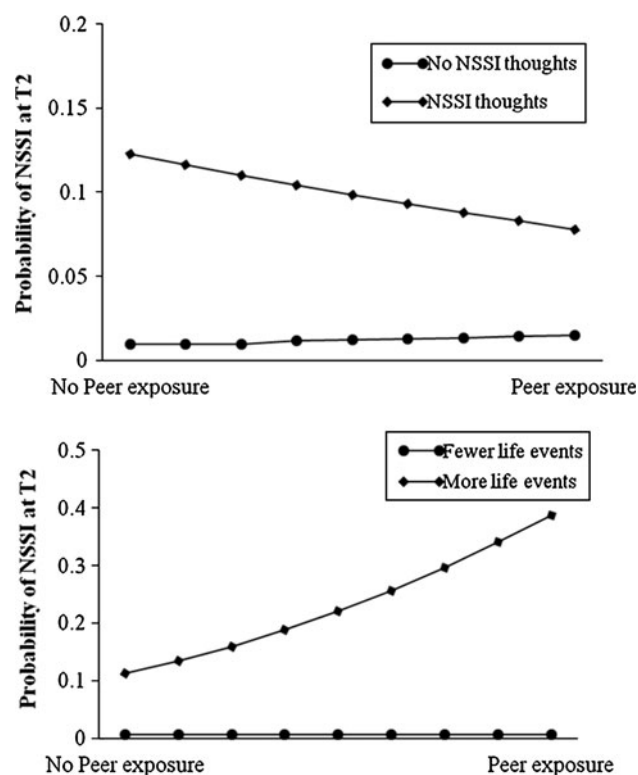 Probability of NSSI at T2
0.2
0.15
0.1
0.05
0
No NSSI thoughts
NSSI thoughts
No Peer exposure
Peer exposure
Probability of NSSI at T2
0.5
0.4
0.3
0.2
0.1
0
Fewer life events
More life events
No Peer exposure
Peer exposure